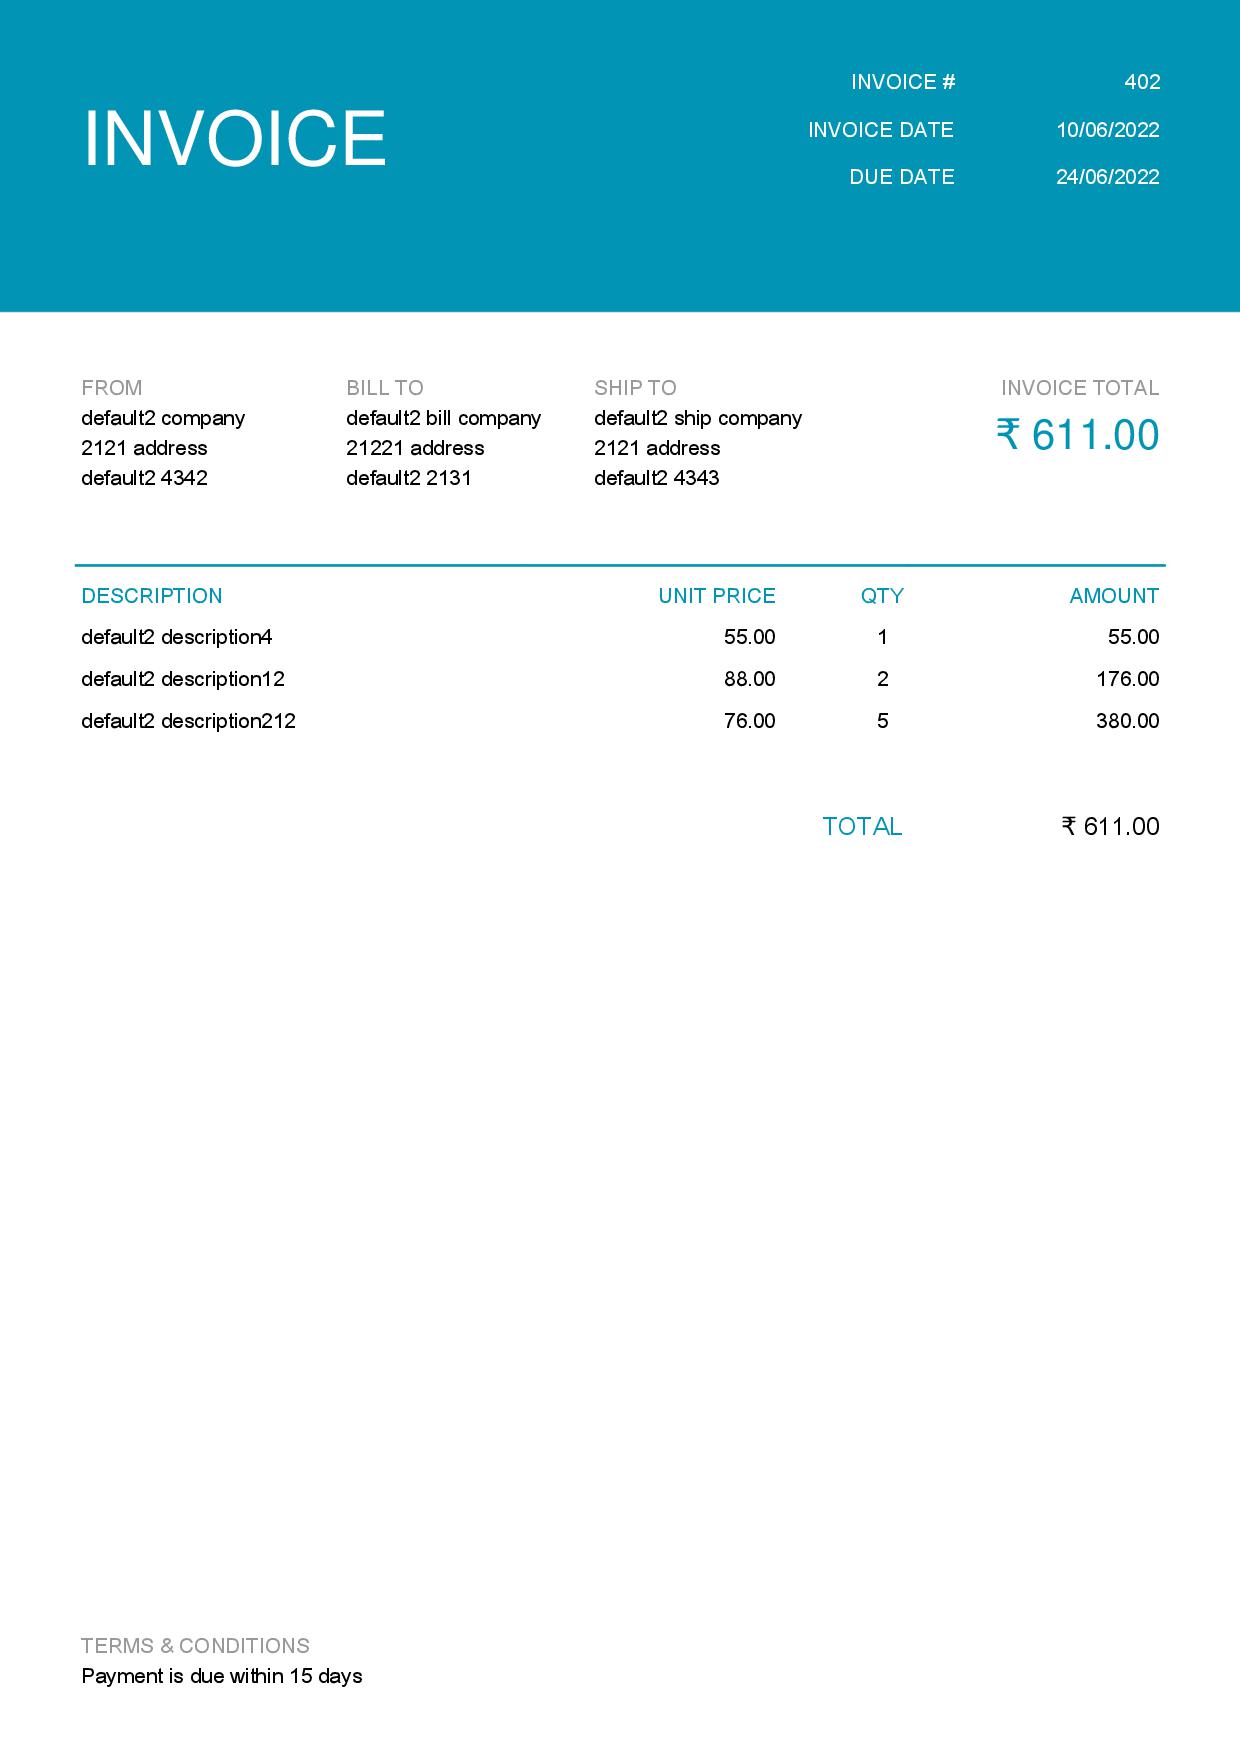 INVOICE
INVOICE # 402
INVOICE DATE 10/06/2022
DUE DATE 24/06/2022
FROM
default2 company
2121 address
default2 4342
BILL TO
default2 bill company
21221 address
default2 2131
SHIP TO
default2 ship company
2121 address
default2 4343
INVOICE TOTAL
₹ 611.00
DESCRIPTION UNIT PRICE QTY AMOUNT
default2 description4 55.00 1 55.00
default2 description12 88.00 2 176.00
default2 description212 76.00 5 380.00
TOTAL ₹ 611.00
TERMS & CONDITIONS
Payment is due within 15 days